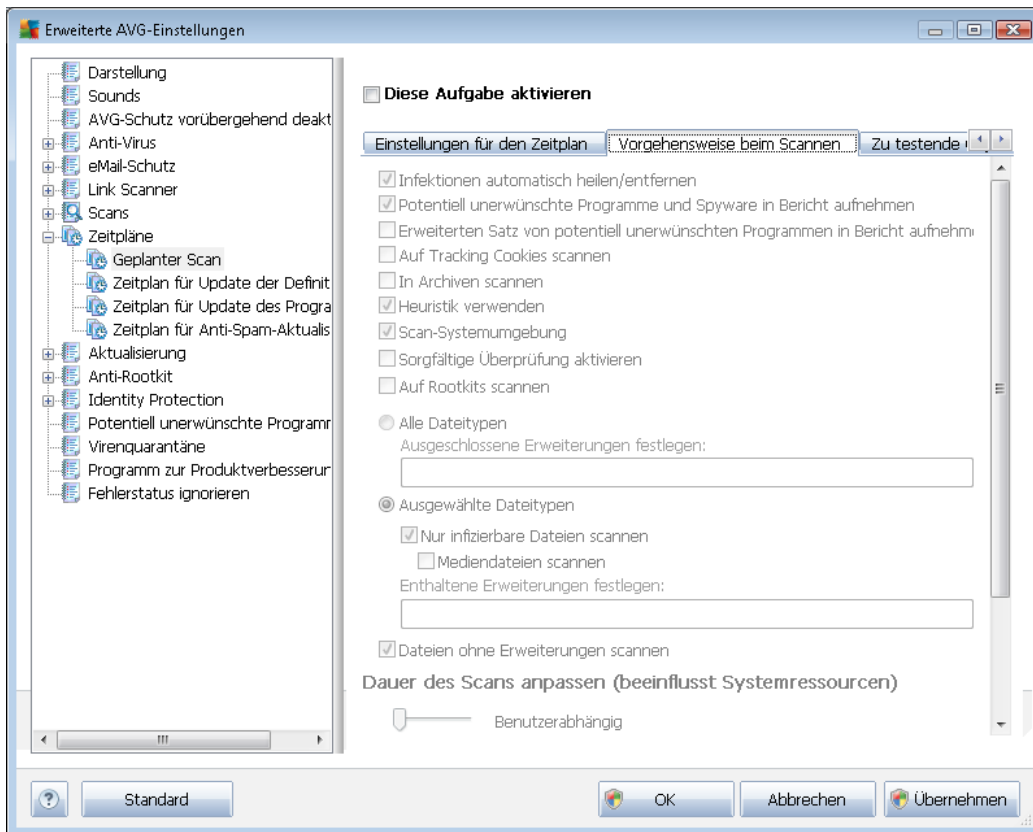 Erweiterte AVG-Einstellungen
Darstellung
Sounds
AVG-Schutz vorübergehend deakt
Anti-Virus
eMail-Schutz
Link Scanner
Scans
Zeitpläne
Geplanter Scan
Zeitplan für Update der Definit
Zeitplan für Update des Progra
Zeitplan für Anti-Spam-Aktualis
Aktualisierung
Anti-Rootkit
Identity Protection
Potentiell unerwünschte Programr
Virenquarantäne
Programm zur Produktverbesserur
Fehlerstatus ignorieren
Diese Aufgabe aktivieren
Einstellungen für den Zeitplan Vorgehensweise beim Scannen Zu testende
Infektionen automatisch heilen/entfernen
Potentiell unerwünschte Programme und Spyware in Bericht aufnehmen
Erweiterten Satz von potentiell unerwünschten Programmen in Bericht aufnehm
Auf Tracking Cookies scannen
In Archiven scannen
Heuristik verwenden
Scan-Systemumgebung
Sorgfältige Überprüfung aktivieren
Auf Rootkits scannen
Alle Dateitypen
Ausgeschlossene Erweiterungen festlegen:
Ausgewählte Dateitypen
Nur infizierbare Dateien scannen
Mediendateien scannen
Enthaltene Erweiterungen festlegen:
Dateien ohne Erweiterungen scannen
Dauer des Scans anpassen (beeinflusst Systemressourcen)
Benutzerabhängig
? Standard OK Abbrechen Übernehmen